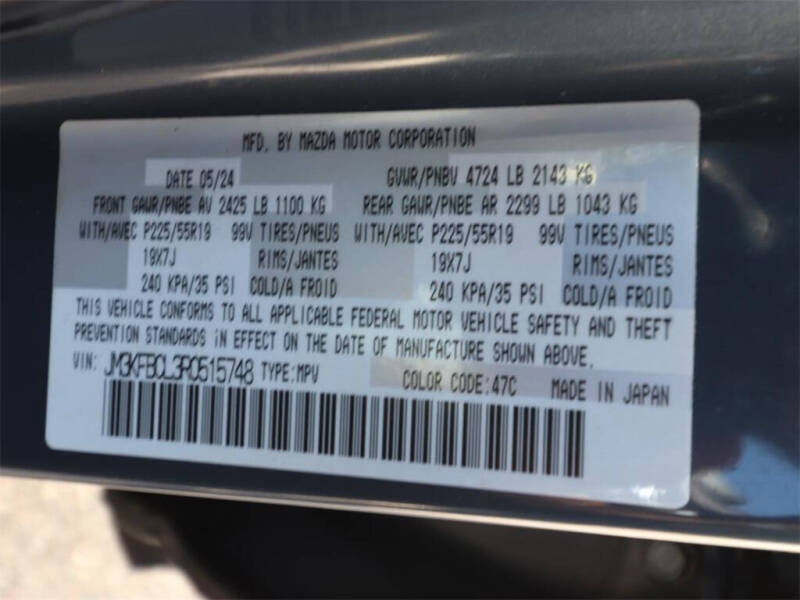 MFD. BY MAZDA MOTOR CORPORATION
DATE 05/24 GVWR/PNBV 4724 LB 2143 KG
FRONT GAWR/PNBE AV 2425 LB 1100 KG REAR GAWR/PNBE AR 2299 LB 1043 KG
WITH/AVEC P225/55R19 99V TIRES/PNEUS WITH/AVEC P225/55R19 99V TIRES/PNEUS
19X7J RIMS/JANTES 19X7J RIMS/JANTES
240 KPA/35 PSI COLD/A FROID 240 KPA/35 PSI COLD/A FROID
THIS VEHICLE CONFORMS TO ALL APPLICABLE FEDERAL MOTOR VEHICLE SAFETY AND THEFT
PREVENTION STANDARDS IN EFFECT ON THE DATE OF MANUFACTURE SHOWN ABOVE.
VIN: JM3KFBCL3R0515748 TYPE:MPV COLOR CODE:47C MADE IN JAPAN